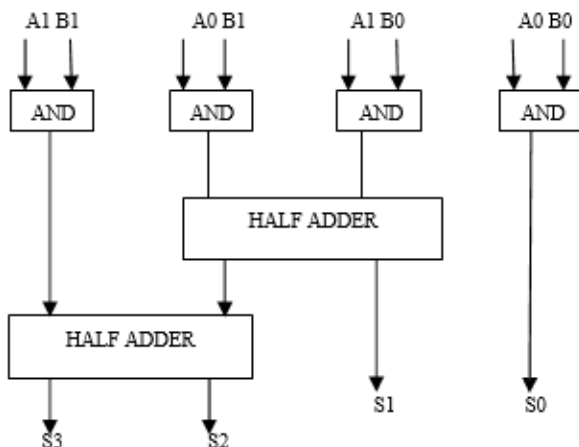 A1 B1 A0 B1 A1 B0 A0 B0
AND AND AND AND
HALF ADDER
HALF ADDER
S1 S0
S3 S2